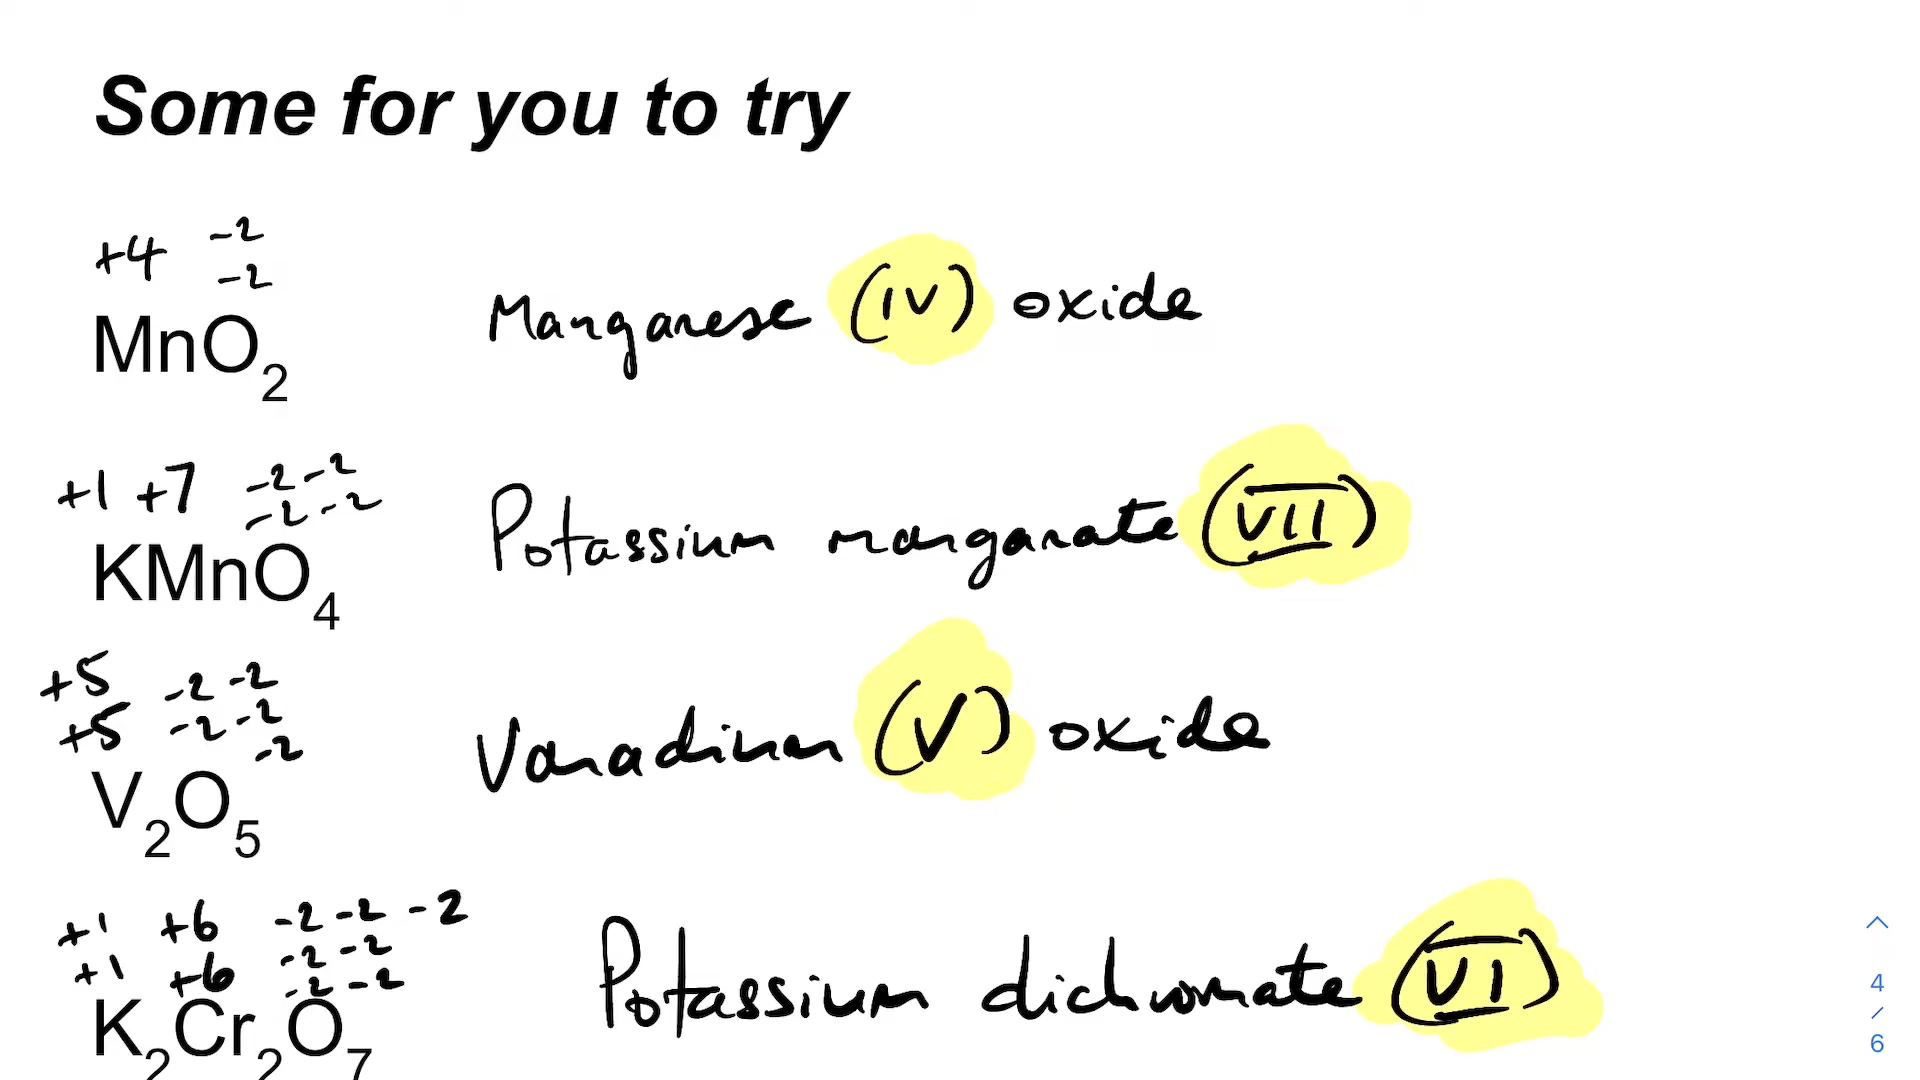 Some for you to try
+4 -2
-2
MnO2 Manganese (IV) oxide
+1 +7 -2 -2
-2 -2
KMnO4 Potassium manganate (VII)
+5 -2 -2
+5 -2 -2
-2
V2O5 Vanadium (V) oxide
+1 +6 -2 -2 -2
+1 +6 -2 -2
-2 -2
K2Cr2O7 Potassium dichromate (VI)
4
/
6